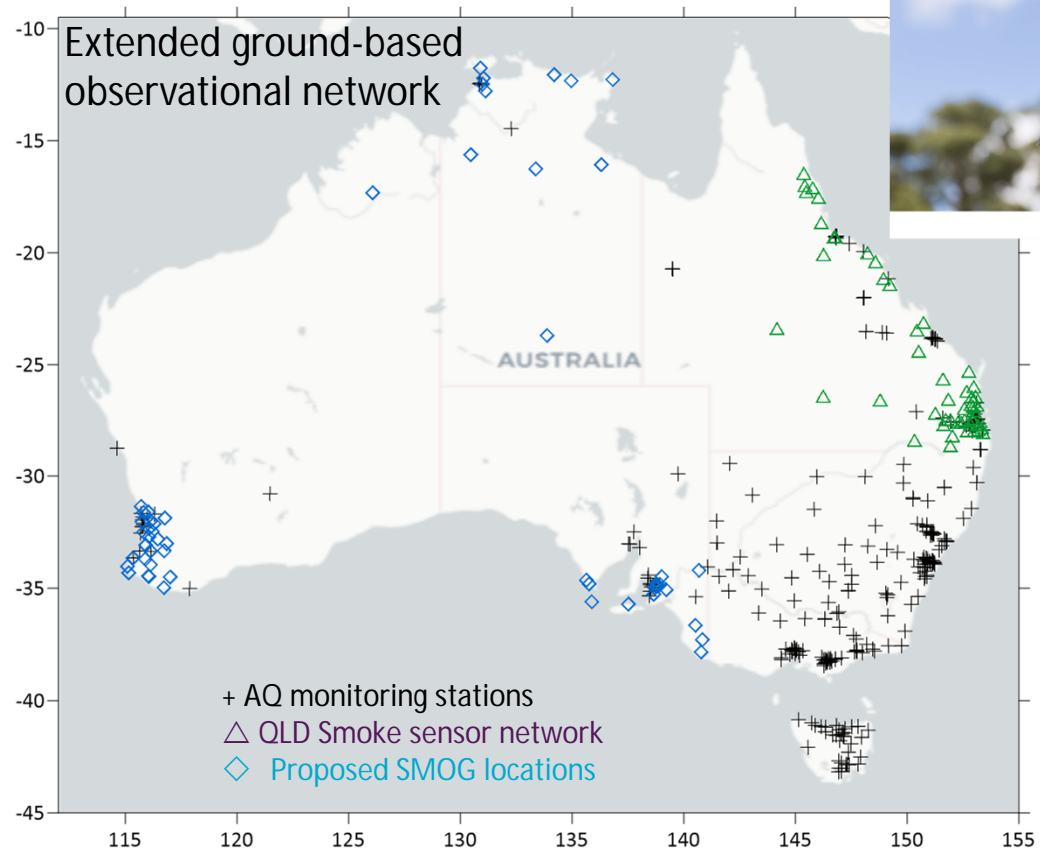 Extended ground-based
observational network
-10
-15
-20
-25
-30
-35
-40
-45
AUSTRALIA
+ AQ monitoring stations
△ QLD Smoke sensor network
◇ Proposed SMOG locations
115 120 125 130 135 140 145 150 155